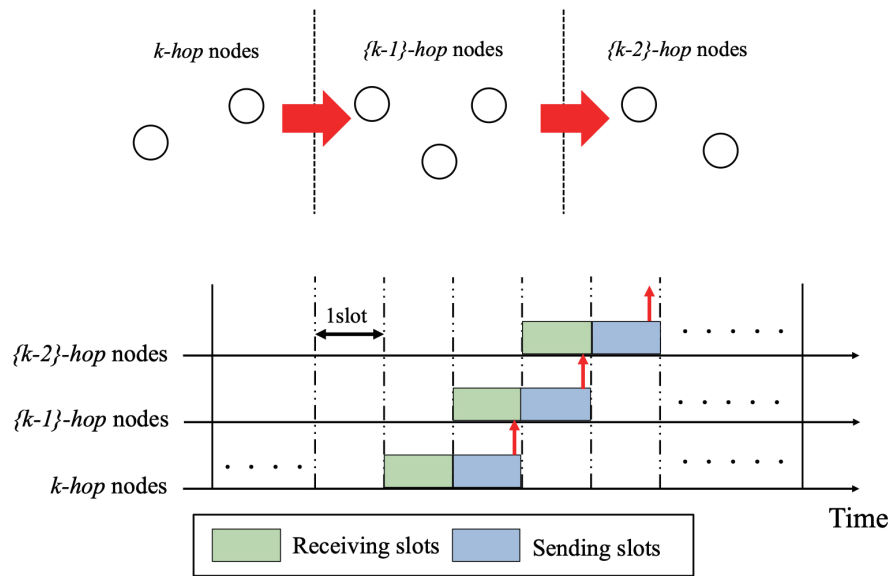 k-hop nodes
{k-1}-hop nodes
{k-2}-hop nodes
1slot
{k-2}-hop nodes
{k-1}-hop nodes
k-hop nodes
Time
Receiving slots
Sending slots